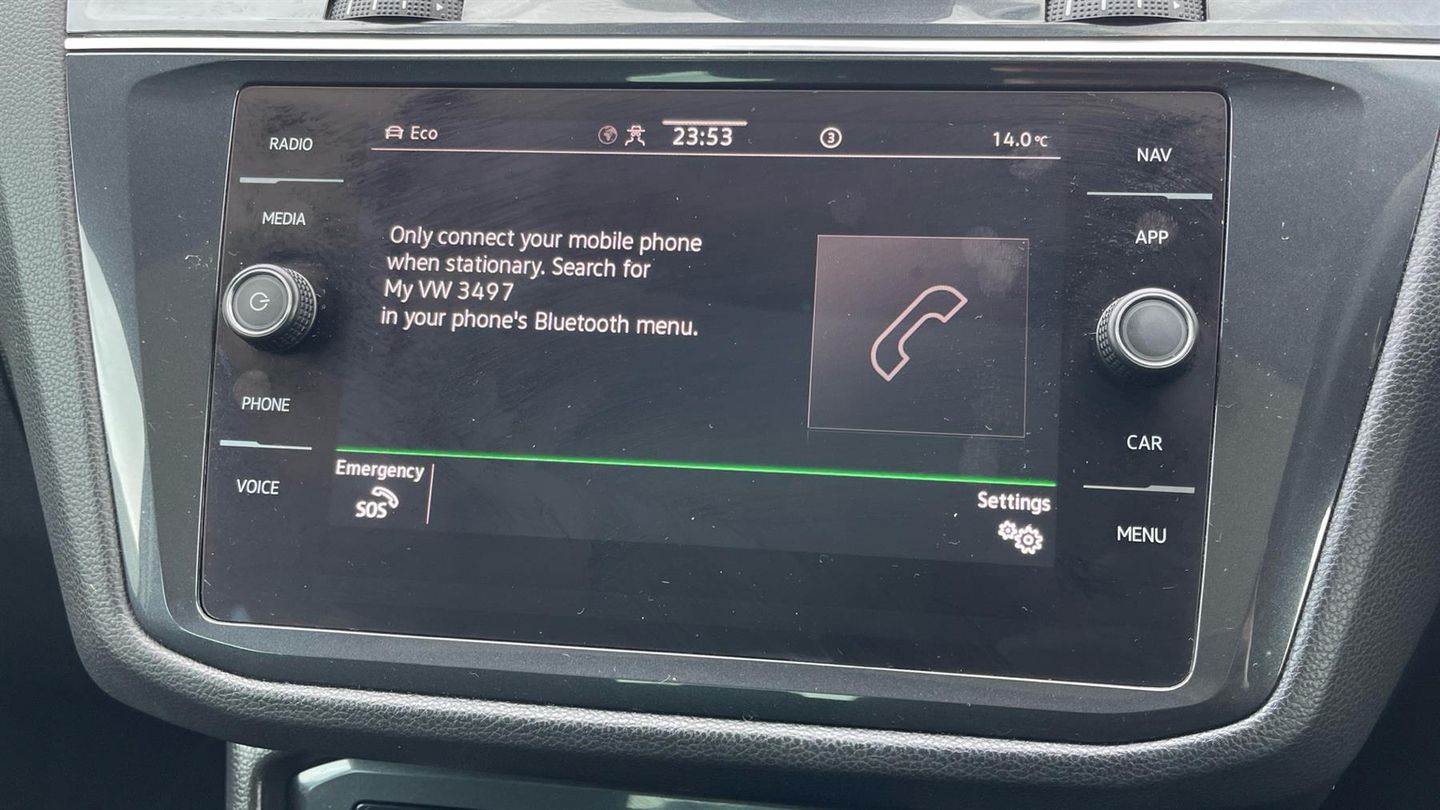 RADIO
MEDIA
PHONE
VOICE
Eco
23:53
3
14.0°C
Only connect your mobile phone
when stationary. Search for
My VW 3497
in your phone's Bluetooth menu.
Emergency
SOS
Settings
NAV
APP
CAR
MENU